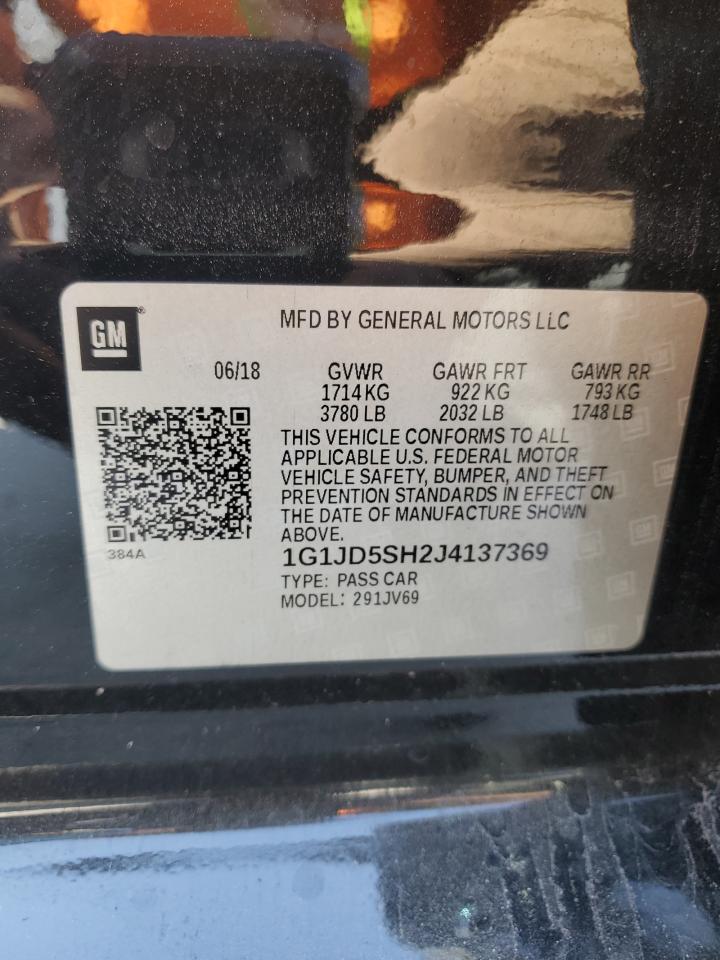 GM
MFD BY GENERAL MOTORS LLC
06/18 GVWR GAWR FRT GAWR RR
1714 KG 922 KG 793 KG
3780 LB 2032 LB 1748 LB
THIS VEHICLE CONFORMS TO ALL
APPLICABLE U.S. FEDERAL MOTOR
VEHICLE SAFETY, BUMPER, AND THEFT
PREVENTION STANDARDS IN EFFECT ON
THE DATE OF MANUFACTURE SHOWN
ABOVE.
384A
1G1JD5SH2J4137369
TYPE: PASS CAR
MODEL: 291JV69